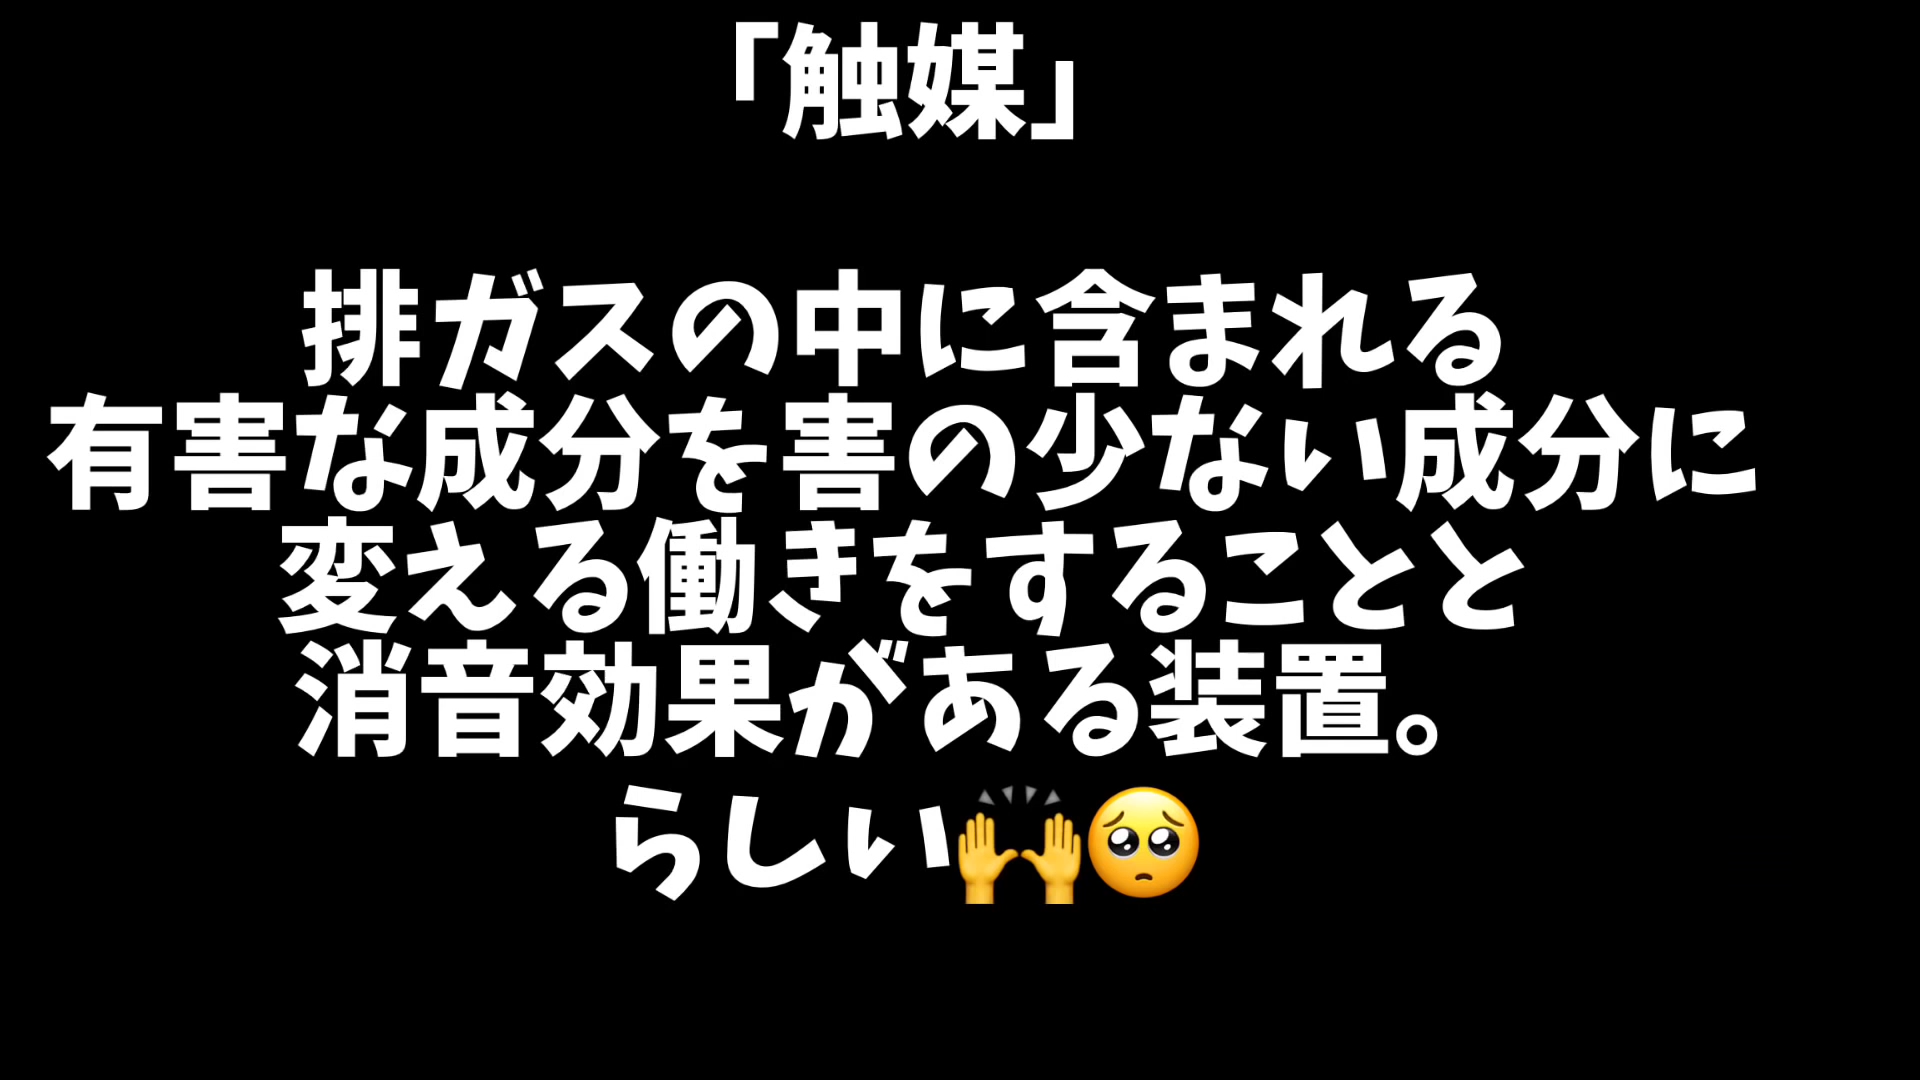 「触媒」
排ガスの中に含まれる
有害な成分を害の少ない成分に
変える働きをすることと
消音効果がある装置。
らしい🙌🥺